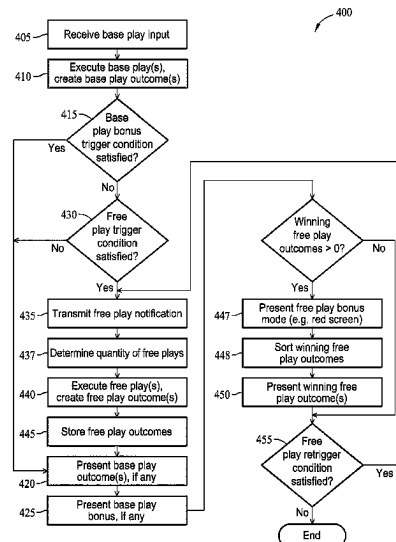 400
405
Receive base play input
410
Execute base play(s),
create base play outcome(s)
415
Base
play bonus
trigger condition
satisfied?
Yes
No
430
Free
play trigger
condition
satisfied?
No
Yes
435
Transmit free play notification
437
Determine quantity of free plays
440
Execute free play(s),
create free play outcome(s)
445
Store free play outcomes
420
Present base play
outcome(s), if any
425
Present base play
bonus, if any
Winning
free play
outcomes > 0?
No
Yes
447
Present free play bonus
mode (e.g. red screen)
448
Sort winning free
play outcomes
450
Present winning free
play outcome(s)
455
Free
play retrigger
condition
satisfied?
Yes
No
End